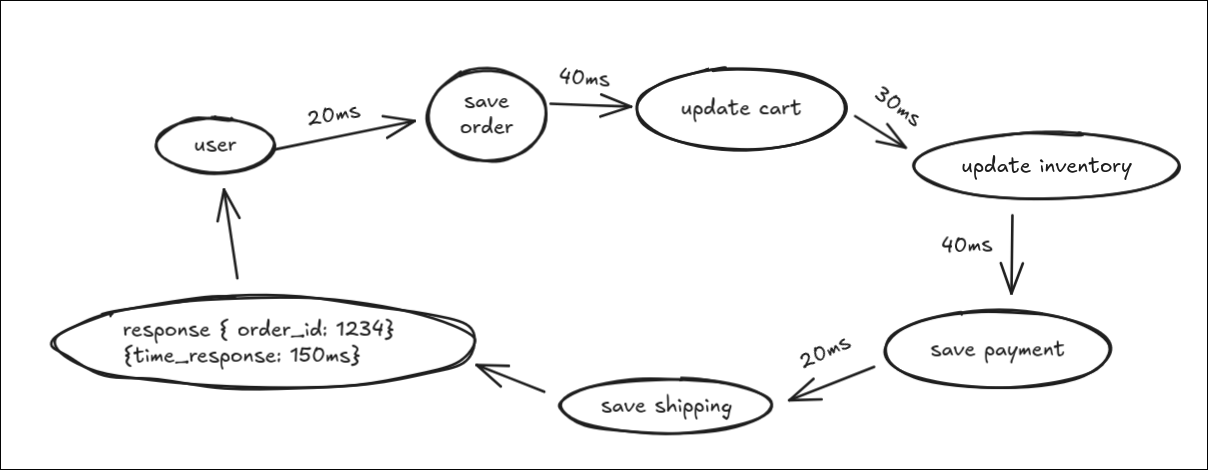 user
20ms
save
order
40ms
update cart
30ms
update inventory
40ms
save payment
20ms
save shipping
response { order_id: 1234}
{time_response: 150ms}